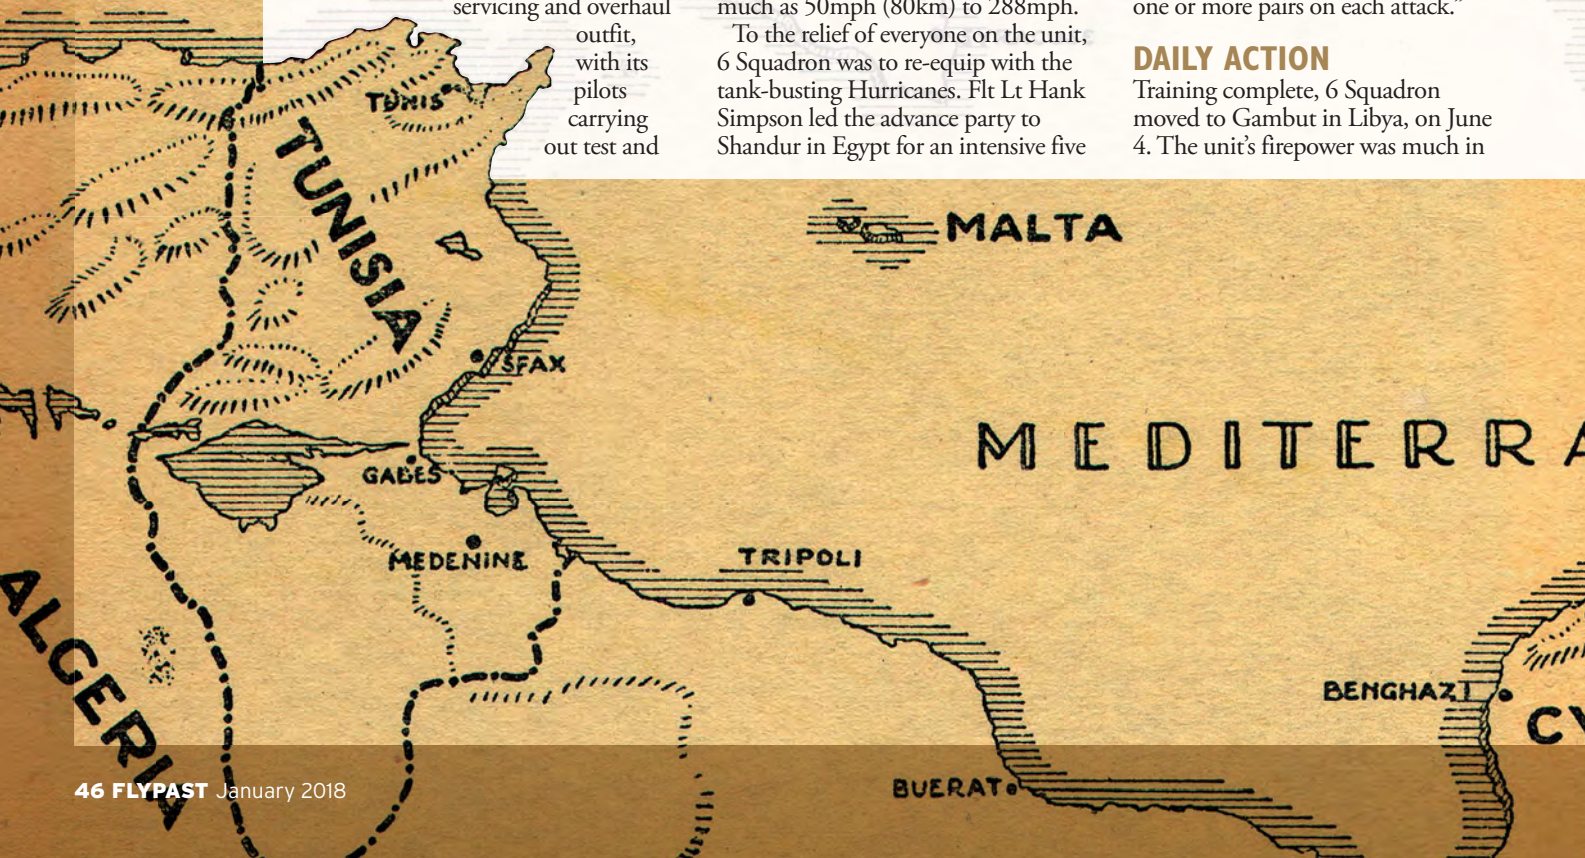 servicing and overhaul
outfit,
with its
pilots
carrying
out test and
much as 50mph (80km) to 288mph.
To the relief of everyone on the unit,
6 Squadron was to re-equip with the
tank-busting Hurricanes. Flt Lt Hank
Simpson led the advance party to
Shandur in Egypt for an intensive five
one or more pairs on each attack."
DAILY ACTION
Training complete, 6 Squadron
moved to Gambut in Libya, on June
4. The unit's firepower was much in
TUNIS
TUNISIA
MALTA
SFAX
MEDITERRA
GABES
MEDENINE
TRIPOLI
ALGERIA
BENGHAZI
CY
BUERAT
46 FLYPAST January 2018